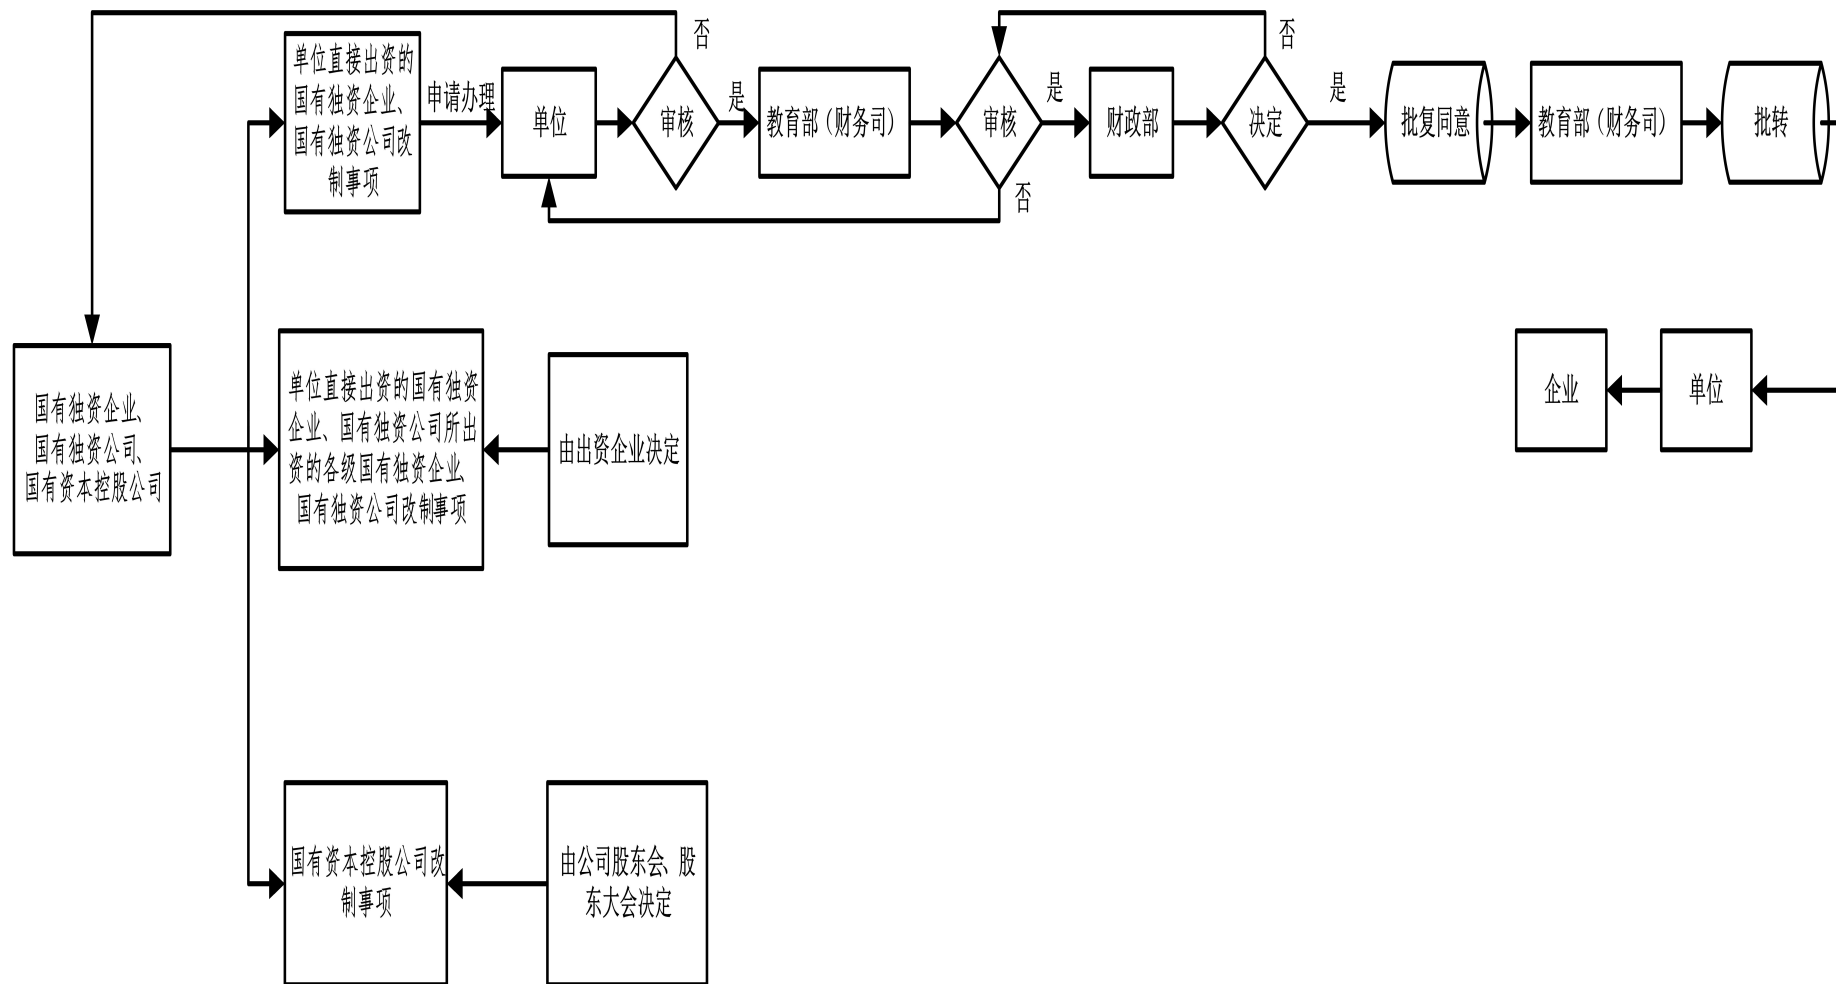 否
否
单位直接出资的
国有独资企业、
国有独资公司改
制事项
申请办理
单位
审核
是
教育部（财务司）
审核
是
否
财政部
决定
是
批复同意
教育部（财务司）
批转
国有独资企业、
国有独资公司、
国有资本控股公司
单位直接出资的国有独资
企业、国有独资公司所出
资的各级国有独资企业、
国有独资公司改制事项
由出资企业决定
企业
单位
国有资本控股公司改
制事项
由公司股东会、股
东大会决定